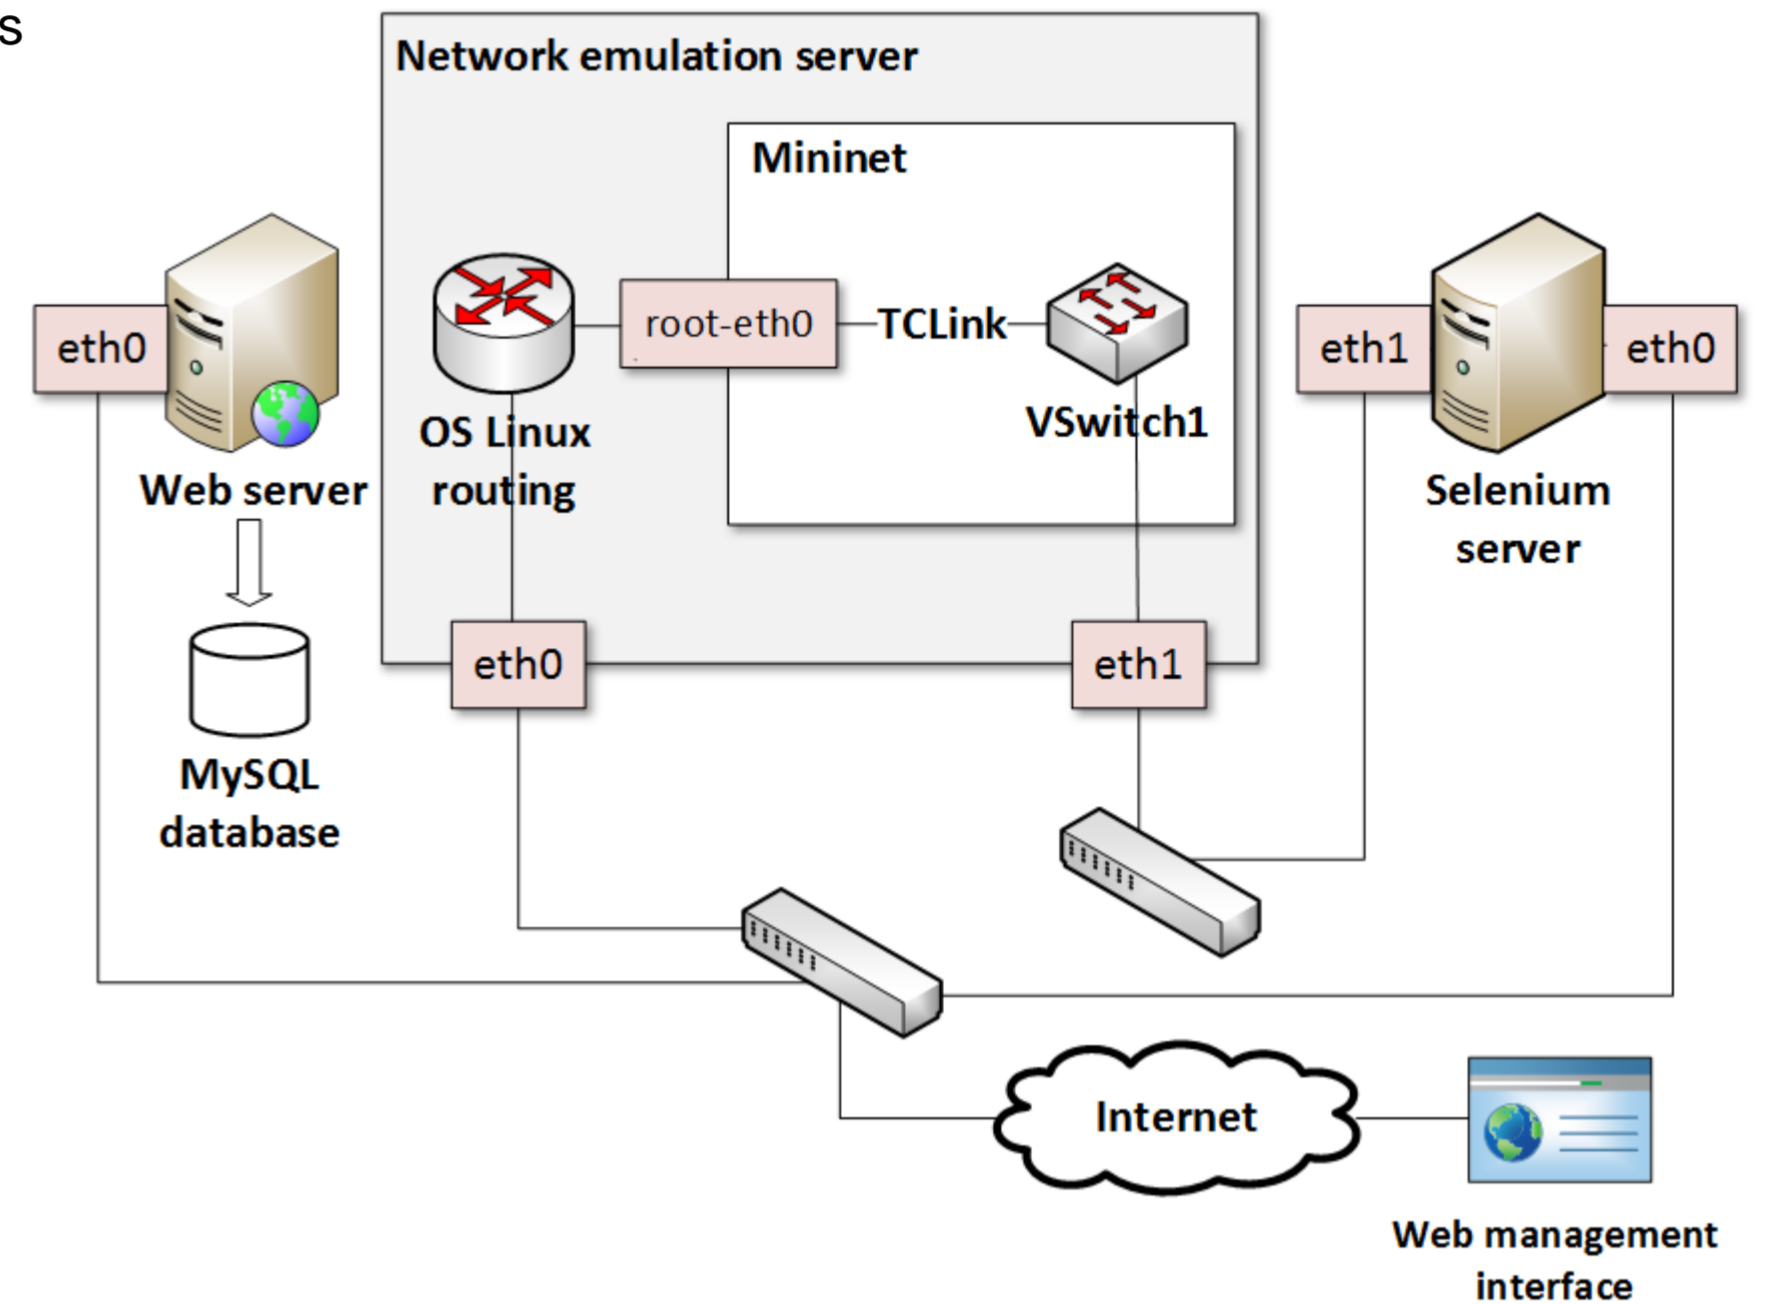 s
Network emulation server
Mininet
eth0
root-eth0
TCLink
eth1
eth0
OS Linux
routing
VSwitch1
Web server
Selenium
server
eth0
eth1
MySQL
database
Internet
Web management
interface